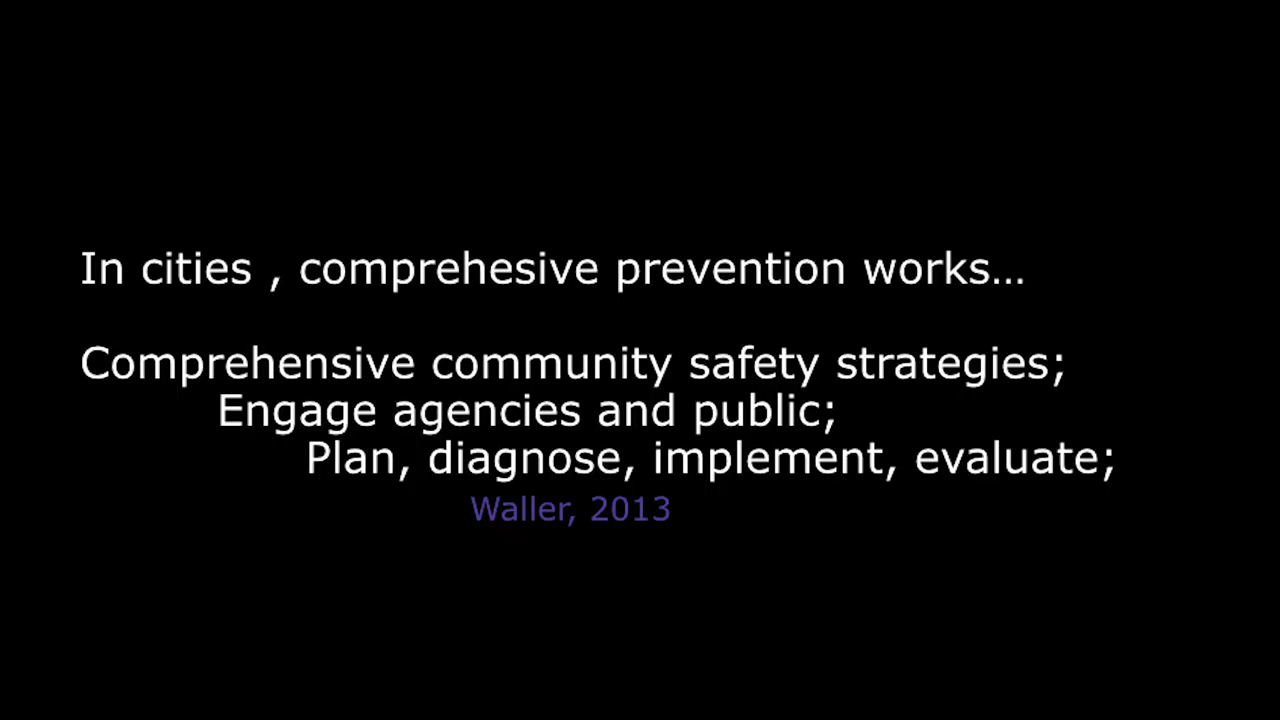 In cities , comprehesive prevention works…
Comprehensive community safety strategies;
Engage agencies and public;
Plan, diagnose, implement, evaluate;
Waller, 2013